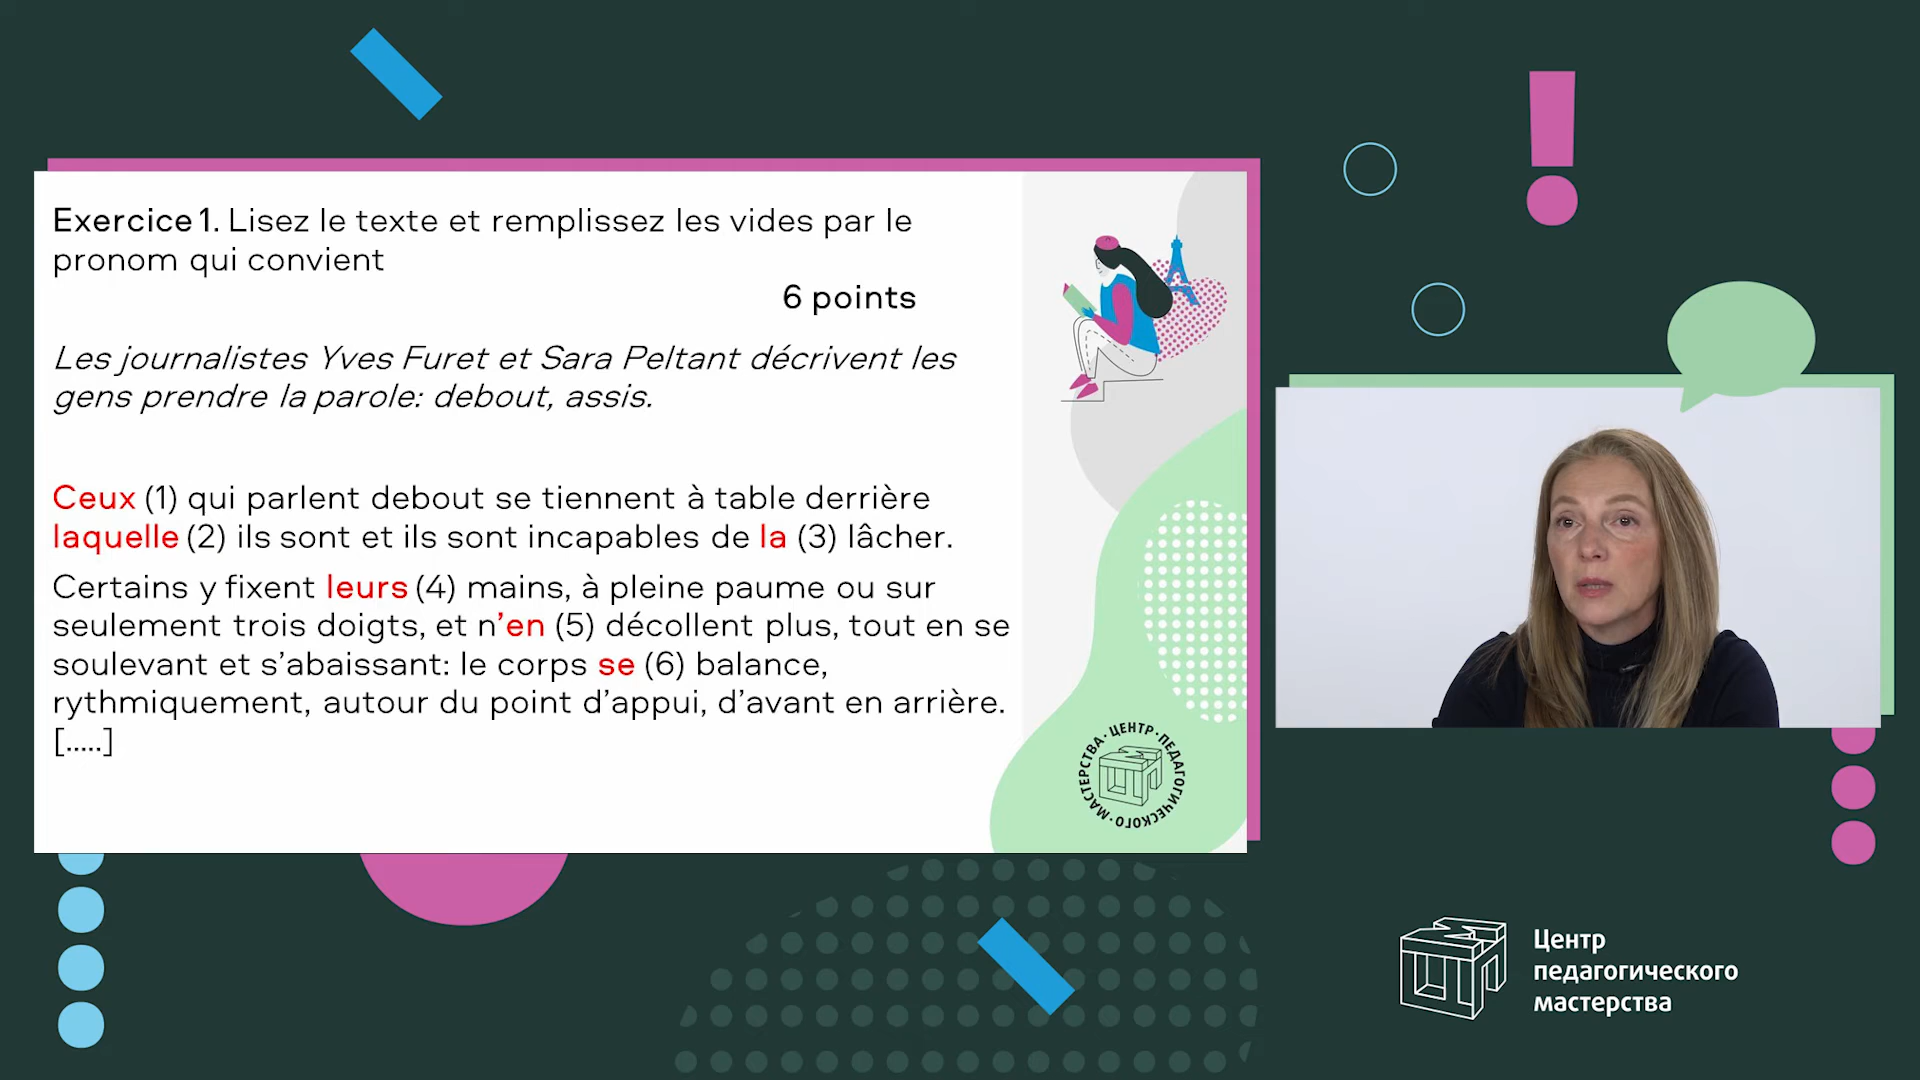 Exercice 1. Lisez le texte et remplissez les vides par le
pronom qui convient
6 points
Les journalistes Yves Furet et Sara Peltant décrivent les
gens prendre la parole: debout, assis.
Ceux (1) qui parlent debout se tiennent à table derrière
laquelle (2) ils sont et ils sont incapables de la (3) lâcher.
Certains y fixent leurs (4) mains, à pleine paume ou sur
seulement trois doigts, et n’en (5) décollent plus, tout en se
soulevant et s’abaissant: le corps se (6) balance,
rythmiquement, autour du point d’appui, d’avant en arrière.
[.....]
ЦЕНТР·ПЕДАГОГИЧЕСКОГО·МАСТЕРСТВА·
Центр
педагогического
мастерства